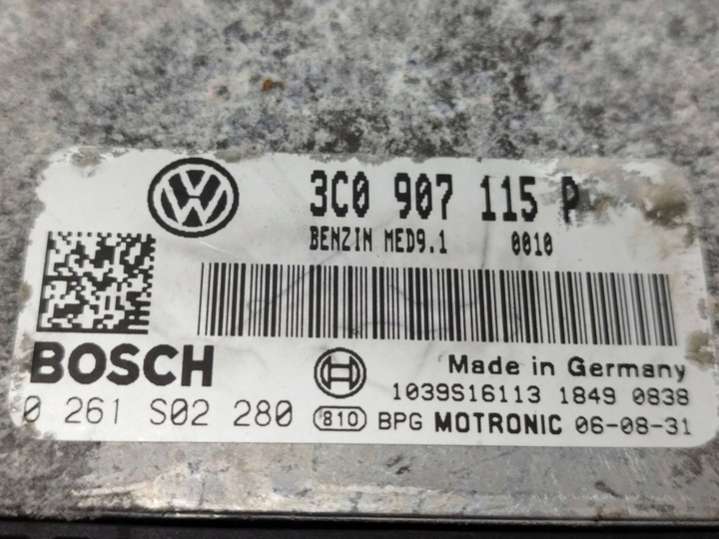 3C0 907 115 P
BENZIN MED9.1 0010
BOSCH
Made in Germany
1039S16113 1849 0838
0 261 S02 280 810 BPG MOTRONIC 06-08-31